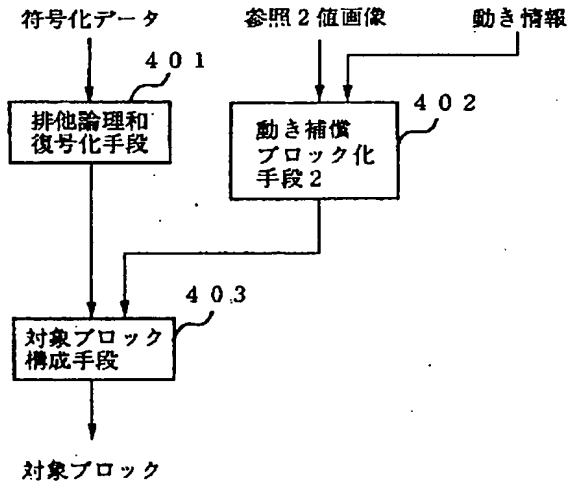 符号化データ
参照2値画像
動き情報
401
排他論理和
復号化手段
402
動き補償
ブロック化
手段2
403
対象ブロック
構成手段
対象ブロック